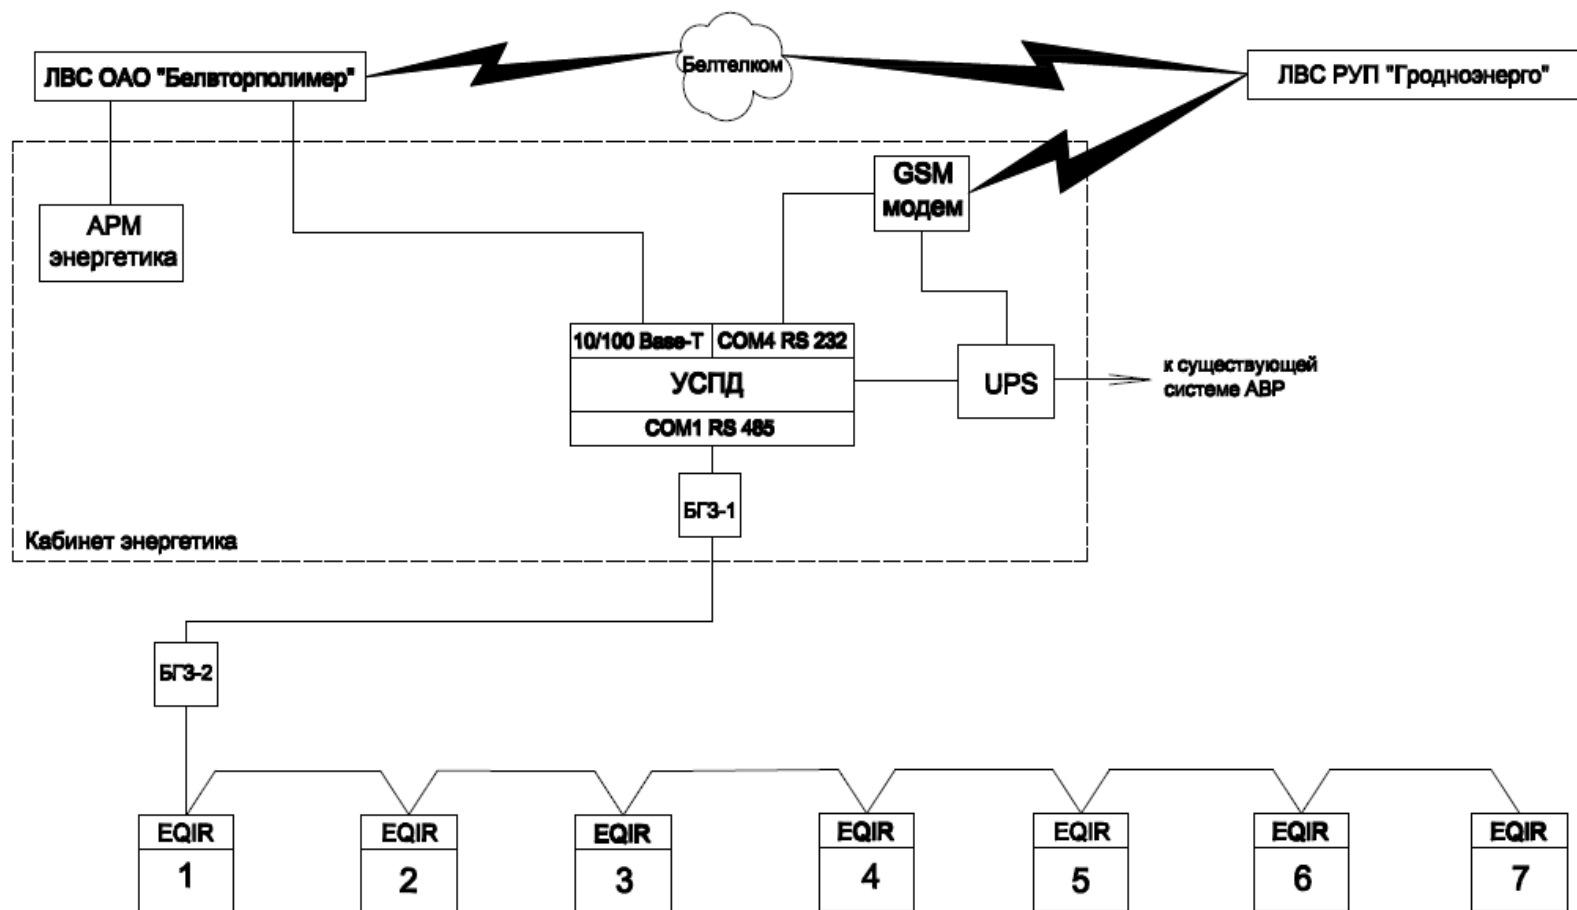 ЛВС ОАО "Белвторполимер"
Белтелком
ЛВС РУП "Гродноэнерго"
GSM
модем
АРМ
энергетика
10/100 Base-T
COM4 RS 232
УСПД
COM1 RS 485
UPS
к существующей
системе АВР
БГЗ-1
Кабинет энергетика
БГЗ-2
EQIR
1
EQIR
2
EQIR
3
EQIR
4
EQIR
5
EQIR
6
EQIR
7